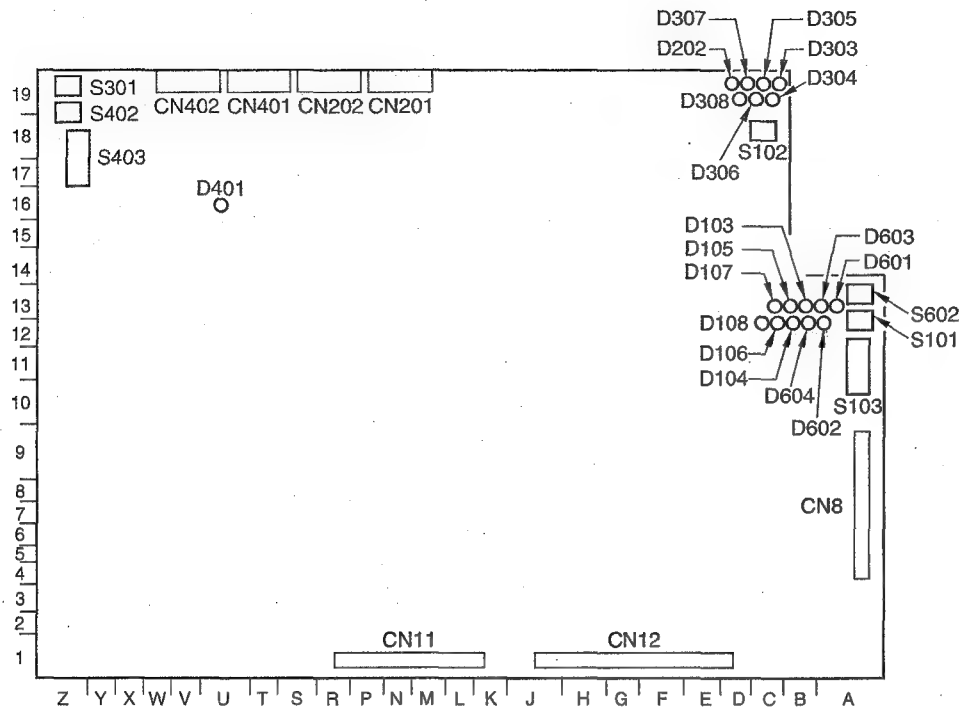 D307 D305
D202 D303
D304
19 S301 CN402 CN401 CN202 CN201 D308
S402
18 S403 S102
17 D306
16 D401
15 D103 D603
D105 D601
14 D107
13 S602
D108 S101
12 D106
11 D104
D604 S103
10 D602
9
8 CN8
7
6
5
4
3
2 CN11 CN12
1
Z Y X W V U T S R P N M L K J H G F E D C B A